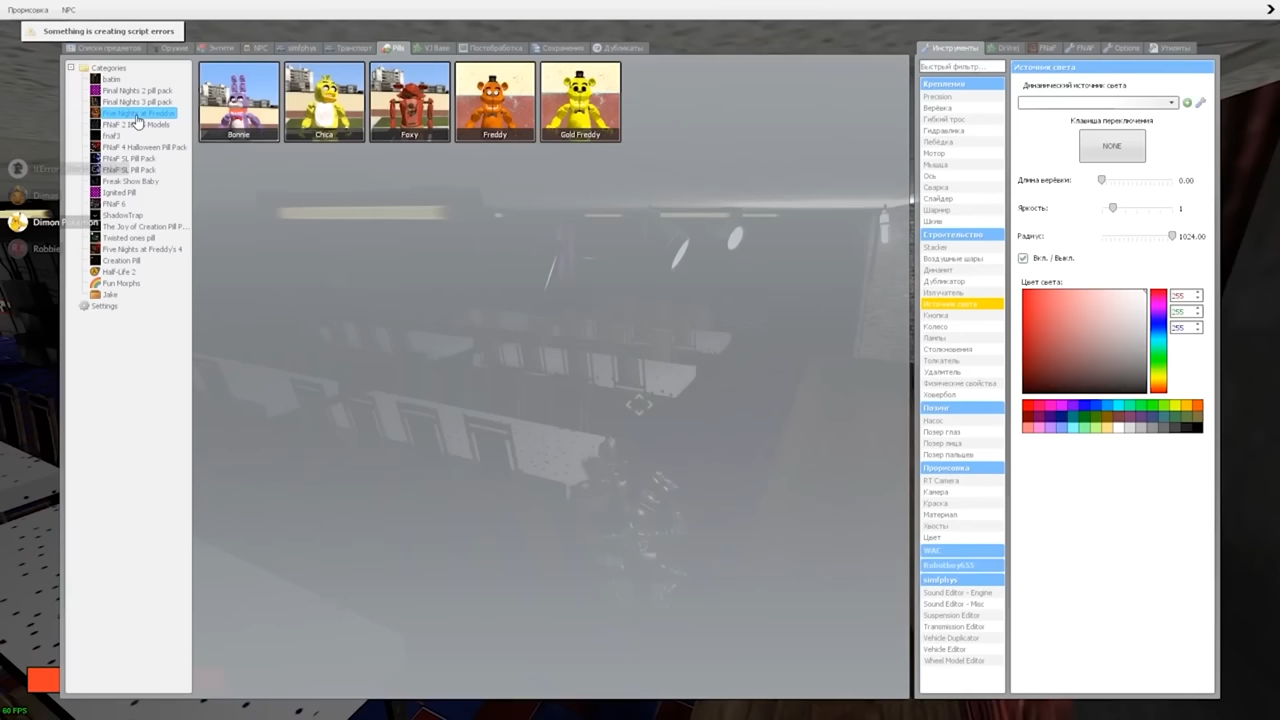 Прорисовка NPC
Something is creating script errors
Списки предметов Оружие Энтити NPC simfphys Транспорт Pills VJ Base Постобработка Сохранения Дубликаты
Categories
batim
Final Nights 2 pill pack
Final Nights 3 pill pack
Five Nights at Freddys
FNaF 2
Models
fnaf3
FNaF 4 Halloween Pill Pack
FNaF SL Pill Pack
FNaF SL Pill Pack
Freak Show Baby
Ignited Pill
FNaF 6
ShadowTrap
The Joy of Creation Pill P...
Twisted ones pill
Five Nights at Freddy's 4
Creation Pill
Half-Life 2
Fun Morphs
Jake
Settings
Bonnie
Chica
Foxy
Freddy
Gold Freddy
Dimon
Robbie
60 FPS
Инструменты DrVrej FNaF FNAF Options Утилиты
Быстрый фильтр...
Крепления
Precision
Верёвка
Гибкий трос
Гидравлика
Лебёдка
Мотор
Мышца
Ось
Сварка
Слайдер
Шарнир
Шкив
Строительство
Stacker
Воздушные шары
Динамит
Дубликатор
Излучатель
Источник света
Кнопка
Колесо
Лампы
Столкновения
Толкатель
Удалитель
Физические свойства
Ховербол
Позинг
Насос
Позер глаз
Позер лица
Позер пальцев
Прорисовка
RT Camera
Камера
Краска
Материал
Хвосты
Цвет
WAC
Robotboy655
simfphys
Sound Editor - Engine
Sound Editor - Misc
Suspension Editor
Transmission Editor
Vehicle Duplicator
Vehicle Editor
Wheel Model Editor
Источник света
Динамический источник света
Клавиша переключения
NONE
Длина верёвки: 0.00
Яркость: 1
Радиус: 1024.00
Вкл. / Выкл.
Цвет света:
255
255
255